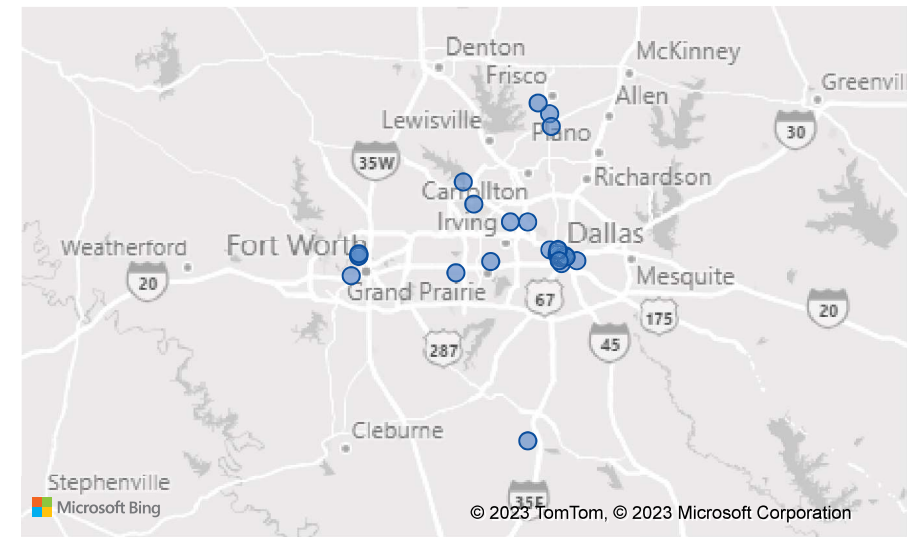 Denton
McKinney
Frisco
Greenvil
Allen
Lewisville
Plano
30
35W
Richardson
Carrollton
Irving
Dallas
Weatherford
Fort Worth
Mesquite
20
Grand Prairie
67
20
175
287
45
Cleburne
Stephenville
35E
Microsoft Bing
© 2023 TomTom, © 2023 Microsoft Corporation